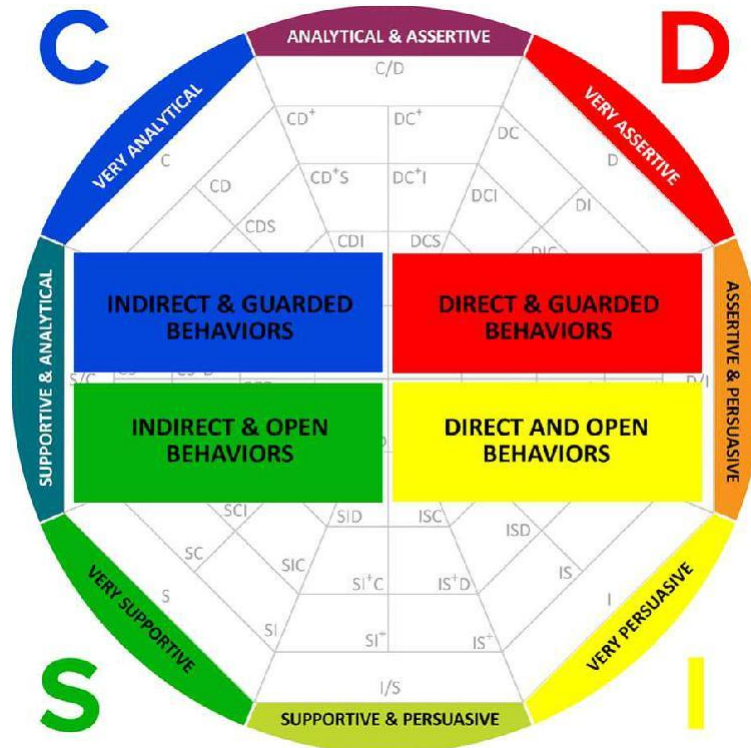 C
D
ANALYTICAL & ASSERTIVE
VERY ANALYTICAL
VERY ASSERTIVE
C/D
CD+
DC+
DC
C
D
CD
CD+S
DC+I
DCI
DI
CDS
CDI
DCS
INDIRECT & GUARDED
BEHAVIORS
DIRECT & GUARDED
BEHAVIORS
SUPPORTIVE & ANALYTICAL
ASSERTIVE & PERSUASIVE
S/C
D/I
INDIRECT & OPEN
BEHAVIORS
DIRECT AND OPEN
BEHAVIORS
SCI
SID
ISC
ISD
SC
SIC
SI+C
IS+D
IS
S
I
SI
SI+
IS+
VERY SUPPORTIVE
VERY PERSUASIVE
I/S
SUPPORTIVE & PERSUASIVE
S
I